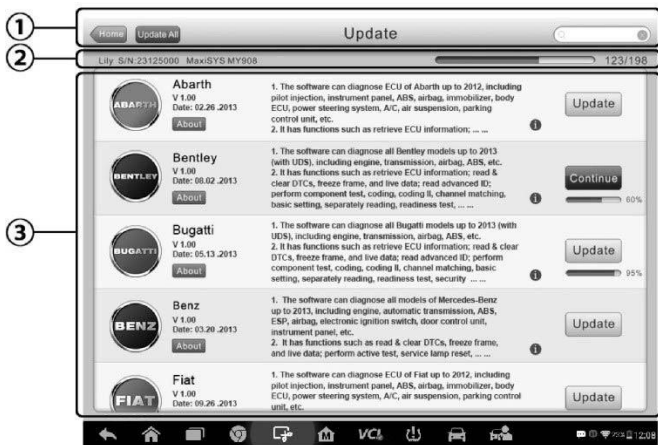 ①
Home
Update All
Update
②
Lily S/N:23125000 MaxiSYS MY908
123/198
③
ABARTH
Abarth
V 1.00
Date: 02.26 .2013
About
1. The software can diagnose ECU of Abarth up to 2012, including
pilot injection, instrument panel, ABS, airbag, immobilizer, body
ECU, power steering system, A/C, air suspension, parking
control unit, etc.
2. It has functions such as retrieve ECU information; ... ...
Update
BENTLEY
Bentley
V 1.00
Date: 08.02 .2013
About
1. The software can diagnose all Bentley models up to 2013
(with UDS), including engine, transmission, airbag, ABS, etc.
2. It has functions such as retrieve ECU information; read &
clear DTCs, freeze frame, and live data; read advanced ID;
perform component test, coding, coding II, channel matching,
basic setting, separately reading, readiness test, ... ...
Continue
60%
BUGATTI
Bugatti
V 1.00
Date: 05.13 .2013
About
1. The software can diagnose all Bugatti models up to 2013 (with
UDS), including engine, transmission, airbag, ABS, etc.
2. It has functions such as retrieve ECU information; read & clear
DTCs, freeze frame, and live data; read advanced ID; perform
component test, coding, coding II, channel matching, basic
setting, separately reading, readiness test, security ... ...
Update
95%
BENZ
Benz
V 1.00
Date: 03.20 .2013
About
1. The software can diagnose all models of Mercedes-Benz
up to 2013, including engine, automatic transmission, ABS,
ESP, airbag, electronic ignition switch, door control unit,
instrument panel, etc.
2. It has functions such as read & clear DTCs, freeze frame,
and live data; perform active test, service lamp reset, ... ...
Update
FIAT
Fiat
V 1.00
Date: 09.26 .2013
1. The software can diagnose ECU of Fiat up to 2012, including
pilot injection, instrument panel, ABS, airbag, immobilizer, body
ECU, power steering system, A/C, air suspension, parking control
unit, etc.
Update
M
VCI
12:08